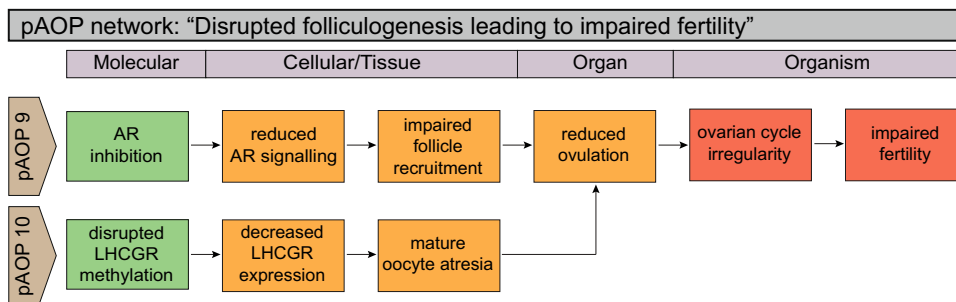 pAOP network: “Disrupted folliculogenesis leading to impaired fertility”
Molecular
Cellular/Tissue
Organ
Organism
pAOP 9
AR
inhibition
reduced
AR signalling
impaired
follicle
recruitment
reduced
ovulation
ovarian cycle
irregularity
impaired
fertility
pAOP 10
disrupted
LHCGR
methylation
decreased
LHCGR
expression
mature
oocyte atresia